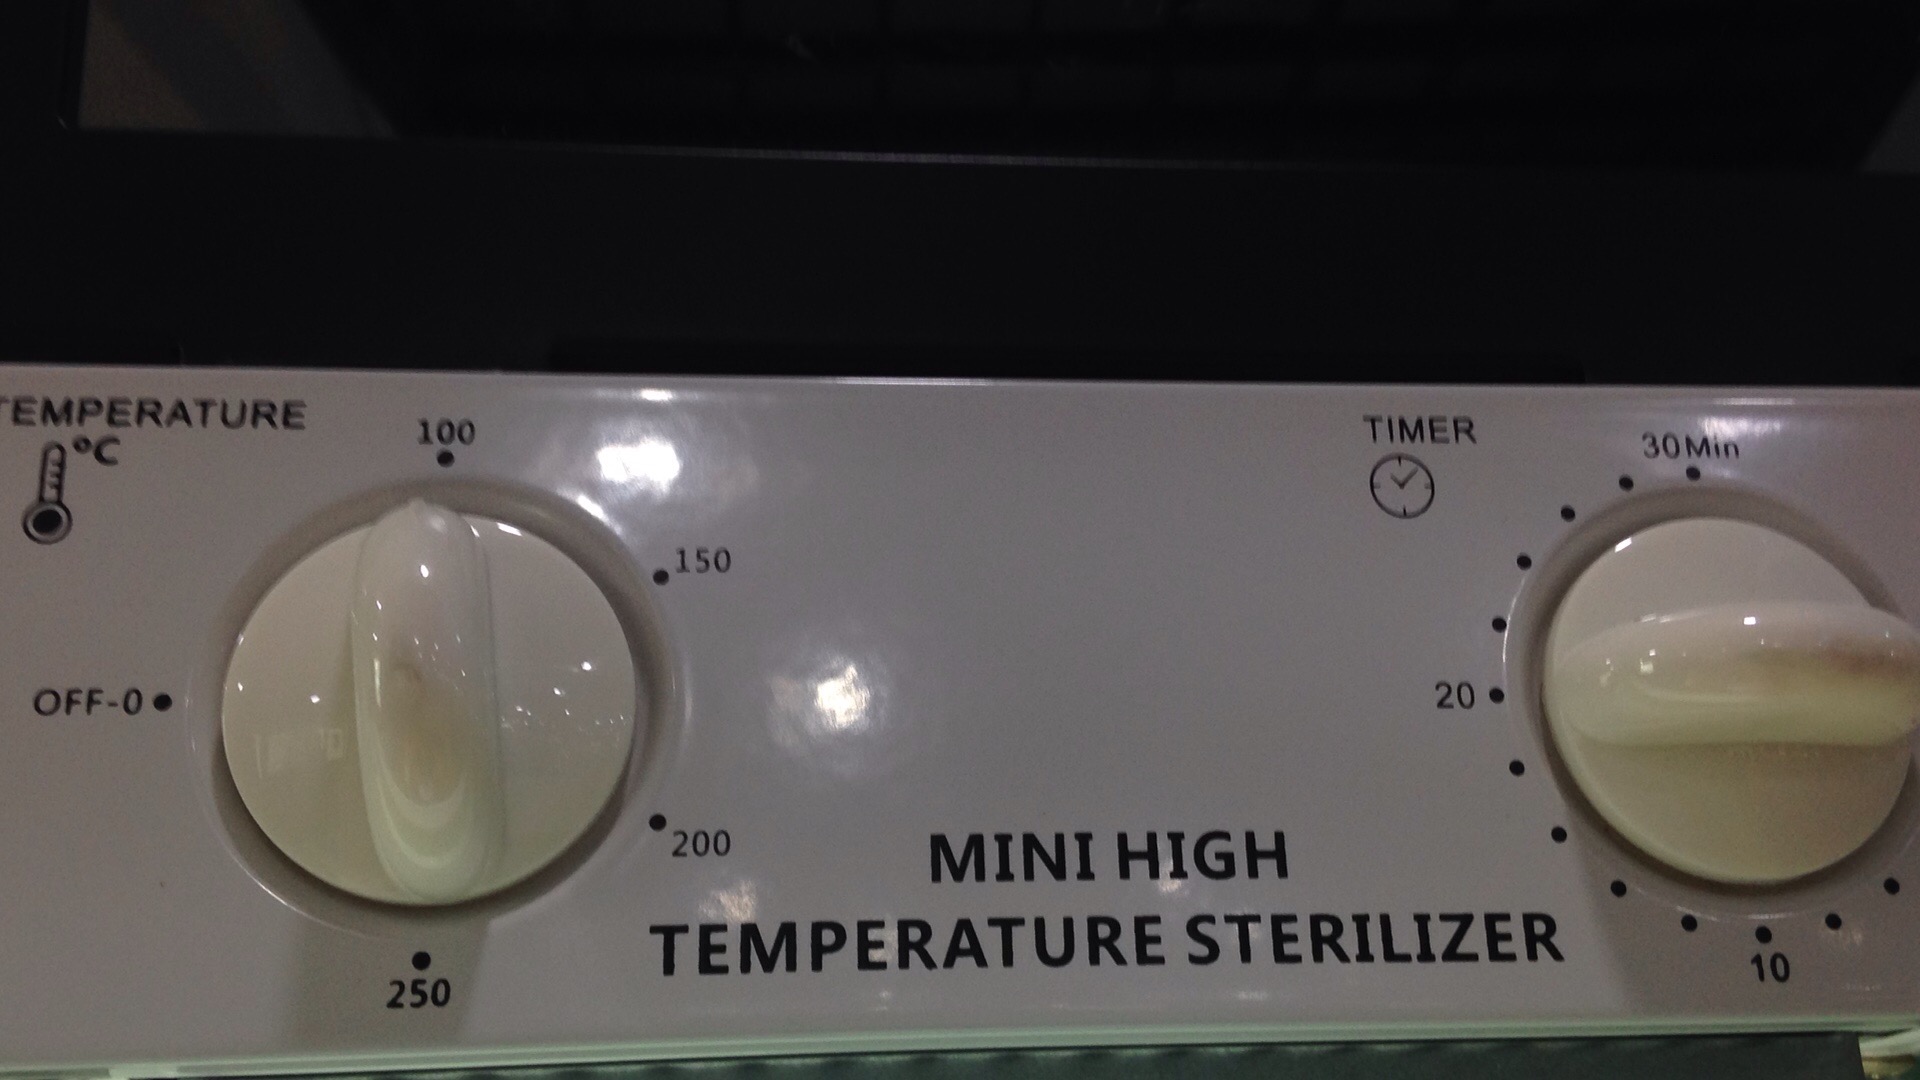 TEMPERATURE
°C
100
150
OFF-0
200
250
TIMER
30Min
20
10
MINI HIGH
TEMPERATURE STERILIZER